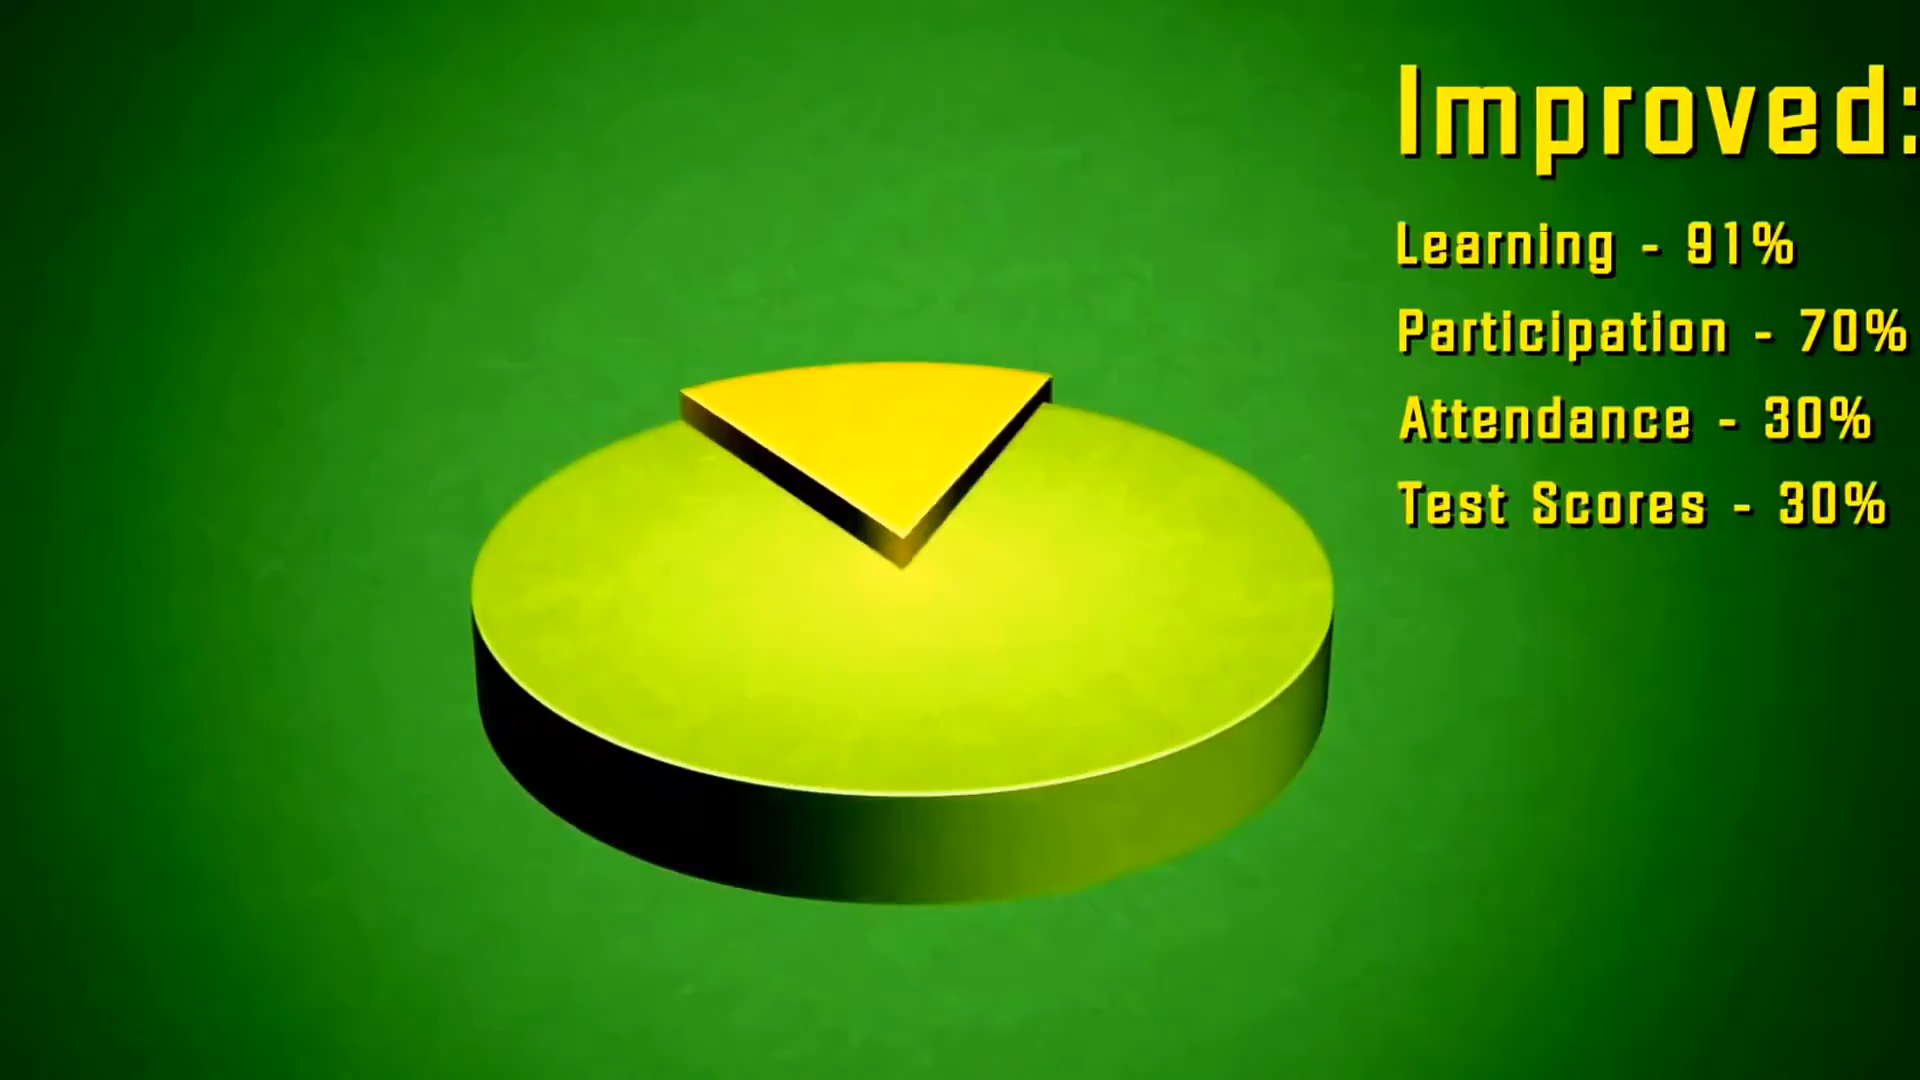 Improved:
Learning - 91%
Participation - 70%
Attendance - 30%
Test Scores - 30%